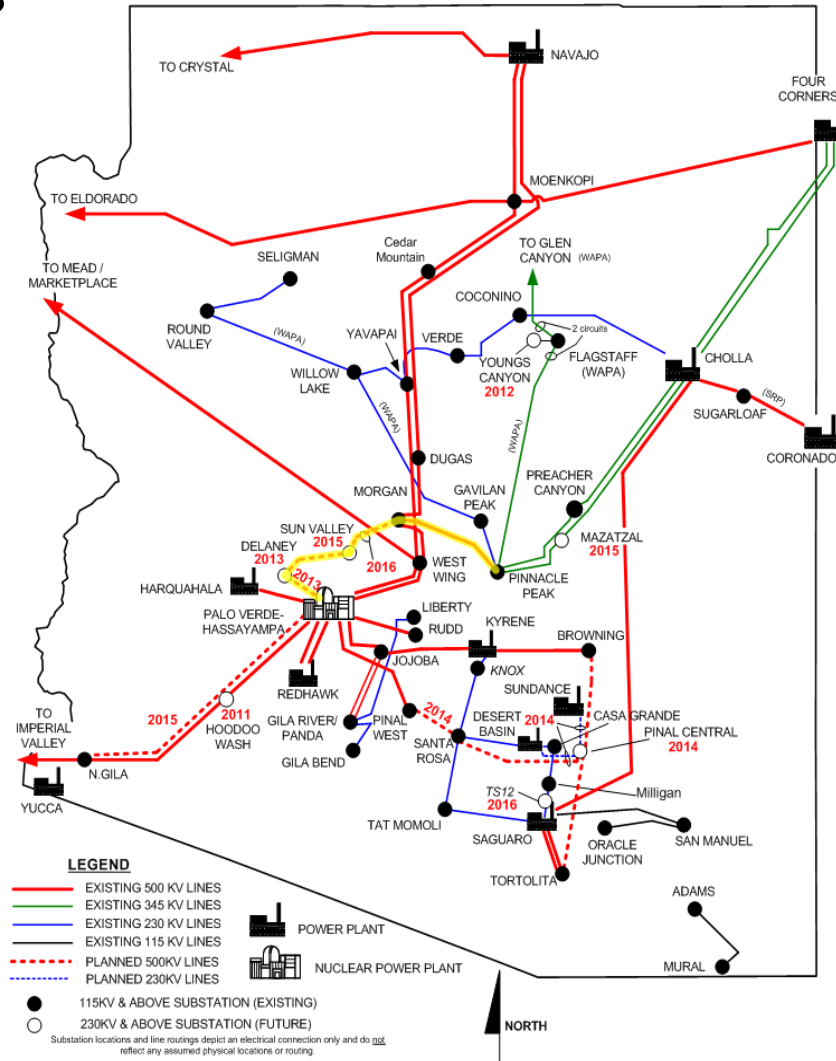 NAVAJO
TO CRYSTAL
FOUR
CORNERS
MOENKOPI
TO ELDORADO
Cedar
Mountain
TO GLEN
CANYON (WAPA)
SELIGMAN
TO MEAD /
MARKETPLACE
COCONINO
2 circuits
ROUND
VALLEY
(WAPA)
YAVAPAI
VERDE
YOUNGS
CANYON
2012
FLAGSTAFF
(WAPA)
CHOLLA
WILLOW
LAKE
(SRP)
SUGARLOAF
(WAPA)
(WAPA)
CORONADO
DUGAS
PREACHER
CANYON
MORGAN
GAVILAN
PEAK
SUN VALLEY
2015
2016
MAZATZAL
2015
DELANEY
2013
2013
WEST
WING
PINNACLE
PEAK
HARQUAHALA
PALO VERDE-
HASSAYAMPA
LIBERTY
RUDD
KYRENE
BROWNING
JOJOBA
KNOX
REDHAWK
SUNDANCE
2015
2011
HOODOO
WASH
GILA RIVER/
PANDA
PINAL
WEST
2014
DESERT
BASIN
2014
CASA GRANDE
PINAL CENTRAL
2014
TO
IMPERIAL
VALLEY
SANTA
ROSA
GILA BEND
N.GILA
YUCCA
TS12
2016
Milligan
TAT MOMOLI
SAGUARO
ORACLE
JUNCTION
SAN MANUEL
TORTOLITA
ADAMS
MURAL
LEGEND
EXISTING 500 KV LINES
EXISTING 345 KV LINES
EXISTING 230 KV LINES
EXISTING 115 KV LINES
PLANNED 500KV LINES
PLANNED 230KV LINES
POWER PLANT
NUCLEAR POWER PLANT
115KV & ABOVE SUBSTATION (EXISTING)
230KV & ABOVE SUBSTATION (FUTURE)
Substation locations and line routings depict an electrical connection only and do not
reflect any assumed physical locations or routing.
NORTH